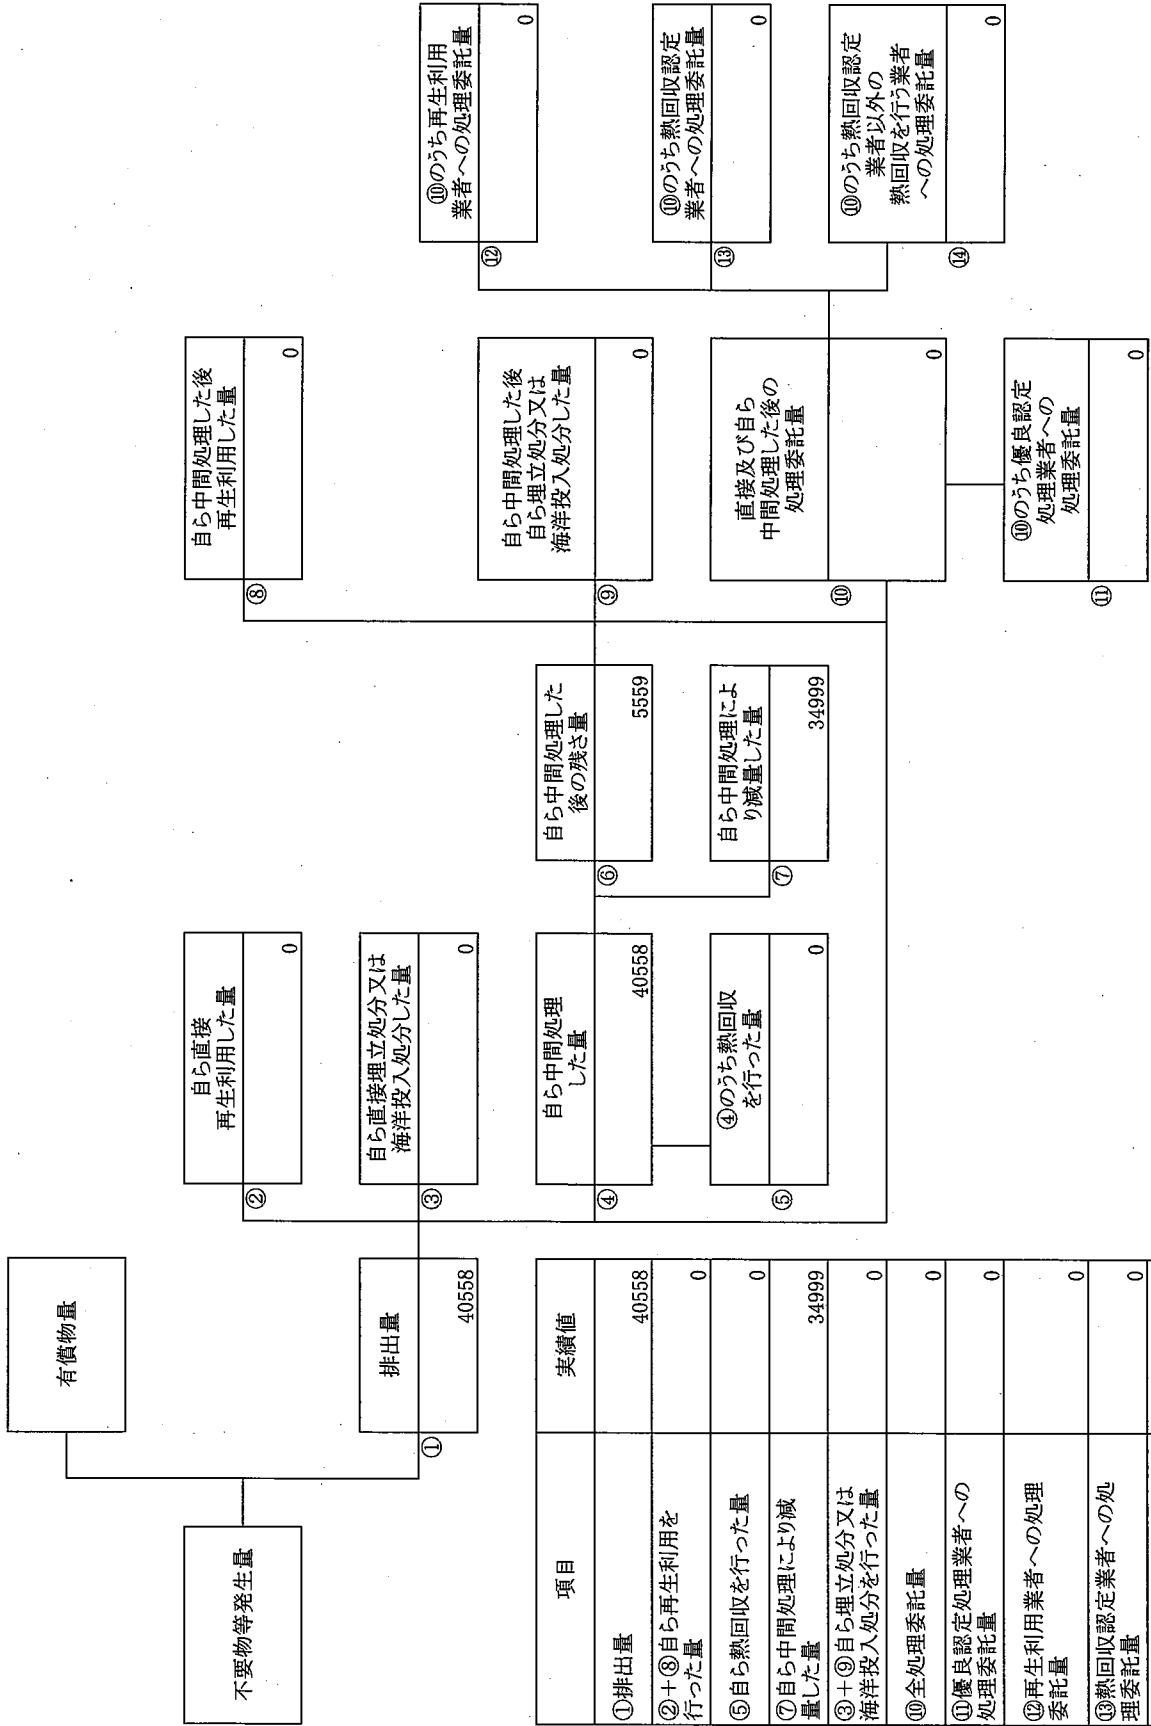 不要物等発生量
有償物量
排出量
①
40558
自ら直接
再生利用した量
②
0
自ら直接埋立処分又は
海洋投入処分した量
③
0
自ら中間処理
した量
④
40558
④のうち熱回収
を行った量
⑤
0
自ら中間処理した
後の残さ量
⑥
5559
自ら中間処理によ
り減量した量
⑦
34999
自ら中間処理した後
再生利用した量
⑧
0
自ら中間処理した後
自ら埋立処分又は
海洋投入処分した量
⑨
0
直接及び自ら
中間処理した後の
処理委託量
⑩
0
⑩のうち優良認定
処理業者への
処理委託量
⑪
0
⑩のうち再生利用
業者への処理委託量
⑫
0
⑩のうち熱回収認定
業者への処理委託量
⑬
0
⑩のうち熱回収認定
業者以外の
熱回収を行う業者
への処理委託量
⑭
0
項目 実績値
①排出量 40558
②+⑧自ら再生利用を
行った量 0
⑤自ら熱回収を行った量 0
⑦自ら中間処理により減
量した量 34999
③+⑨自ら埋立処分又は
海洋投入処分を行った量 0
⑩全処理委託量 0
⑪優良認定処理業者への
処理委託量 0
⑫再生利用業者への処理
委託量 0
⑬熱回収認定業者への処
理委託量 0